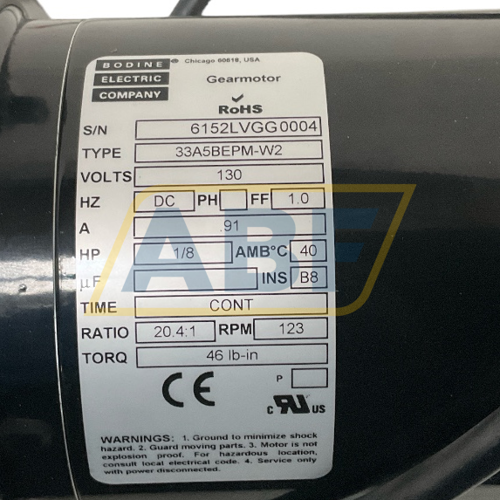 BODINE ® Chicago 60618, USA
ELECTRIC
COMPANY
Gearmotor
RoHS
S/N 6152LVGG0004
TYPE 33A5BEPM-W2
VOLTS 130
HZ DC PH FF 1.0
A .91
HP 1/8 AMB°C 40
µF INS B8
TIME CONT
RATIO 20.4:1 RPM 123
TORQ 46 lb-in
P
CE c RU US
WARNINGS: 1. Ground to minimize shock
hazard. 2. Guard moving parts. 3. Motor is not
explosion proof. For hazardous location,
consult local electrical code. 4. Service only
with power off.
ABF